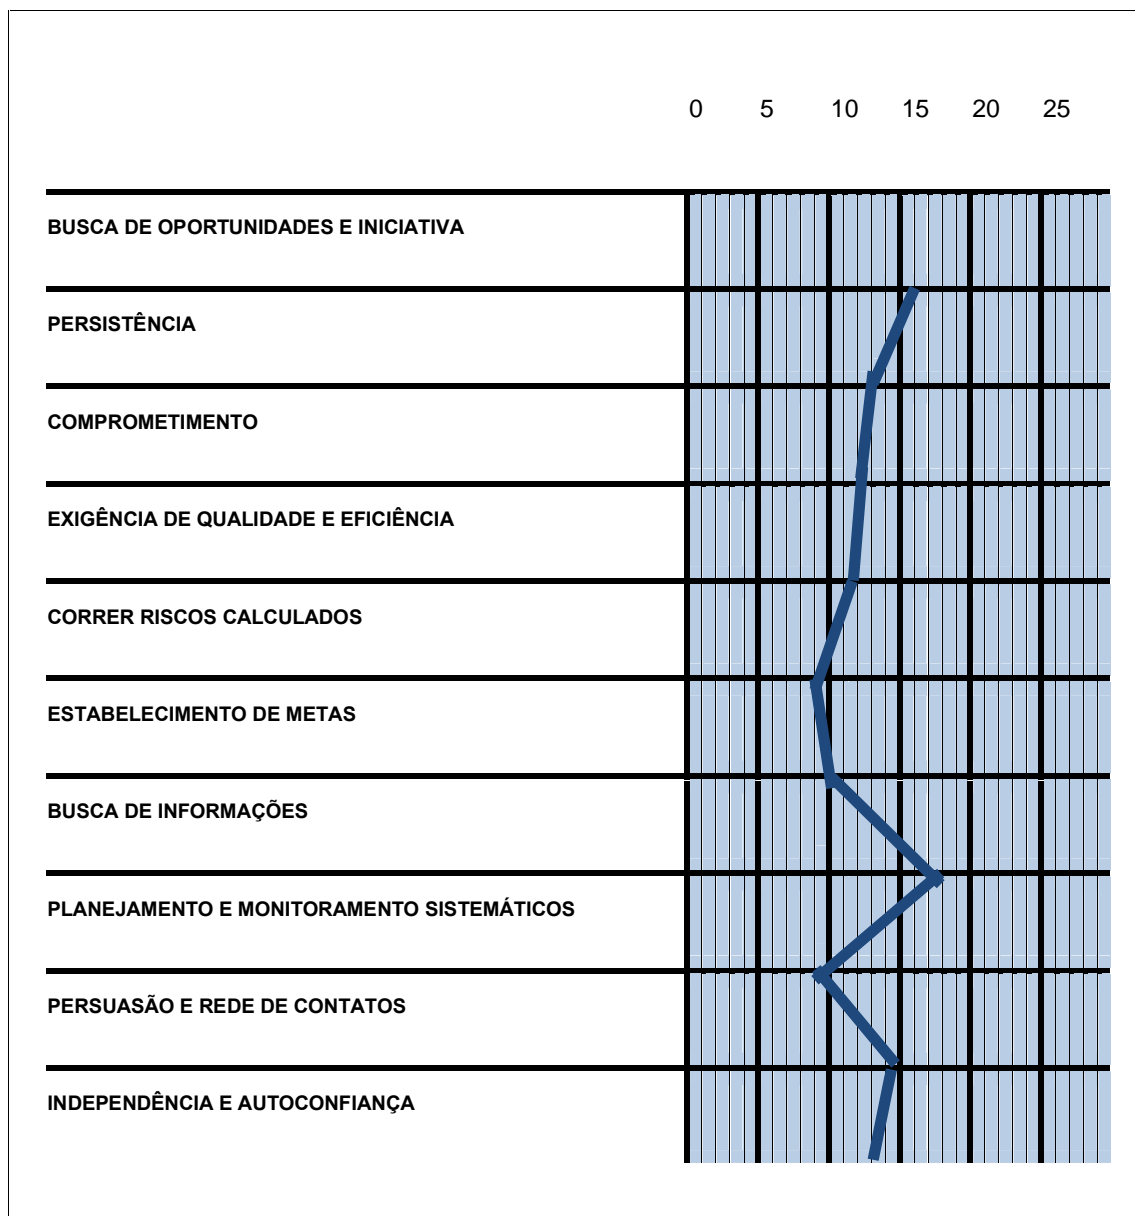 0 5 10 15 20 25
BUSCA DE OPORTUNIDADES E INICIATIVA
PERSISTÊNCIA
COMPROMETIMENTO
EXIGÊNCIA DE QUALIDADE E EFICIÊNCIA
CORRER RISCOS CALCULADOS
ESTABELECIMENTO DE METAS
BUSCA DE INFORMAÇÕES
PLANEJAMENTO E MONITORAMENTO SISTEMÁTICOS
PERSUASÃO E REDE DE CONTATOS
INDEPENDÊNCIA E AUTOCONFIANÇA